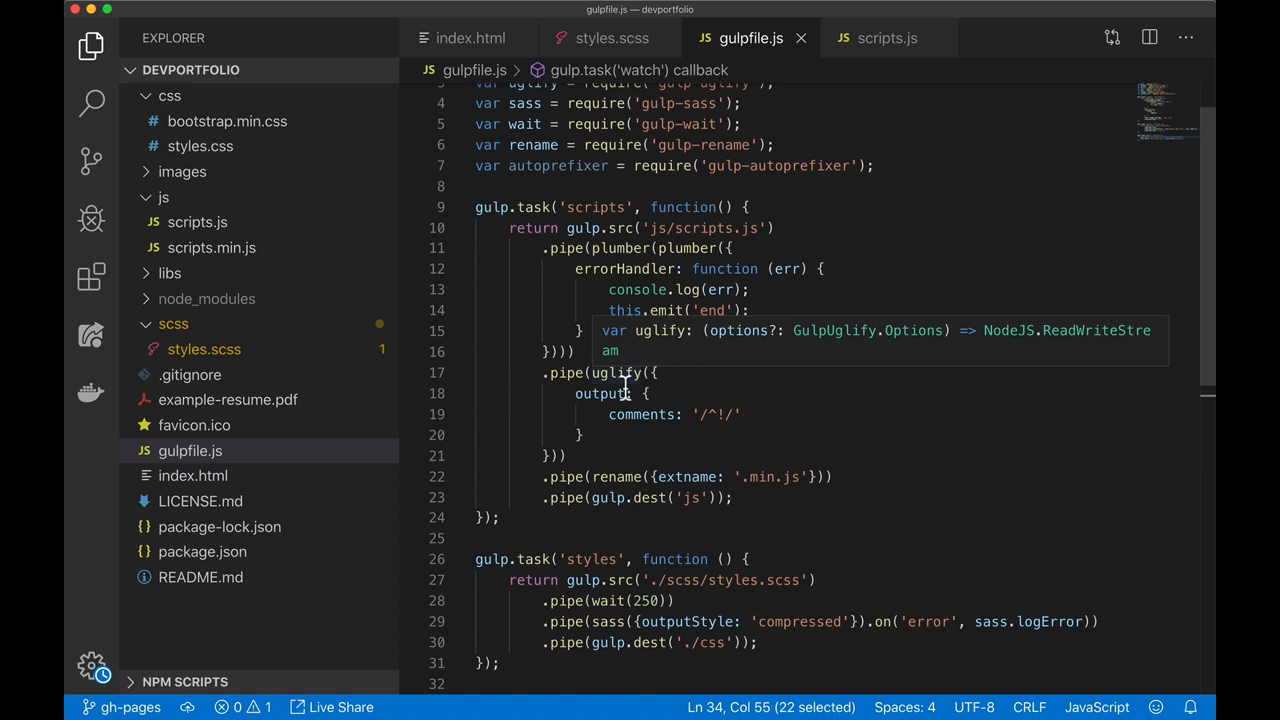 gulpfile.js — devportfolio
EXPLORER
index.html
styles.scss
gulpfile.js
scripts.js
DEVPORTFOLIO
gulpfile.js > gulp.task('watch') callback
css
bootstrap.min.css
styles.css
images
js
scripts.js
scripts.min.js
libs
node_modules
scss
styles.scss 1
.gitignore
example-resume.pdf
favicon.ico
JS gulpfile.js
index.html
LICENSE.md
package-lock.json
package.json
README.md
NPM SCRIPTS
3 var uglify = require('gulp-uglify');
4 var sass = require('gulp-sass');
5 var wait = require('gulp-wait');
6 var rename = require('gulp-rename');
7 var autoprefixer = require('gulp-autoprefixer');
8
9 gulp.task('scripts', function() {
10 return gulp.src('js/scripts.js')
11 .pipe(plumber(plumber({
12 errorHandler: function (err) {
13 console.log(err);
14 this.emit('end');
15 }
16 })))
17 .pipe(uglify({
18 output: {
19 comments: '/^!/'
20 }
21 }))
22 .pipe(rename({extname: '.min.js'}))
23 .pipe(gulp.dest('js'));
24 });
25
26 gulp.task('styles', function () {
27 return gulp.src('./scss/styles.scss')
28 .pipe(wait(250))
29 .pipe(sass({outputStyle: 'compressed'}).on('error', sass.logError))
30 .pipe(gulp.dest('./css'));
31 });
32
var uglify: (options?: GulpUglify.Options) => NodeJS.ReadWriteStre
am
gh-pages 0 1 Live Share Ln 34, Col 55 (22 selected) Spaces: 4 UTF-8 CRLF JavaScript